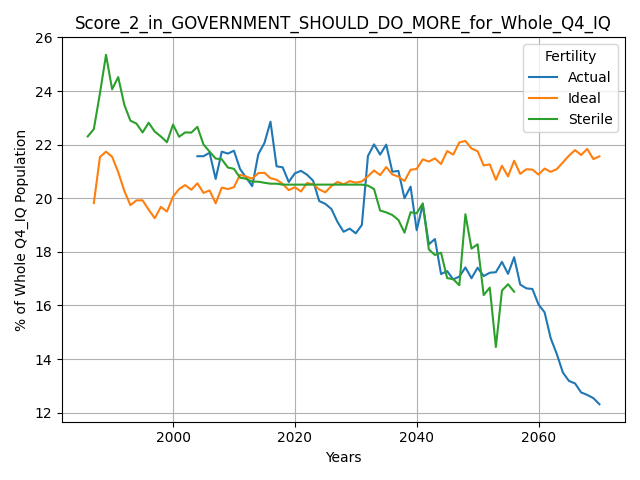 Score_2_in_GOVERNMENT_SHOULD_DO_MORE_for_Whole_Q4_IQ
% of Whole Q4_IQ Population
26
24
22
20
18
16
14
12
Fertility
Actual
Ideal
Sterile
2000
2020
2040
2060
Years